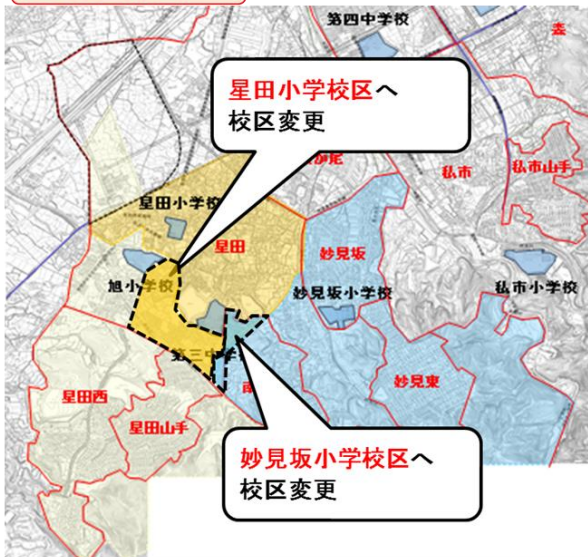 第四中学校
星田小学校区へ
校区変更
私市
私市山手
星田小学校
星田
妙見坂
旭小学校
妙見坂小学校
私市小学校
第三中学
星田西
妙見東
星田山手
妙見坂小学校区へ
校区変更